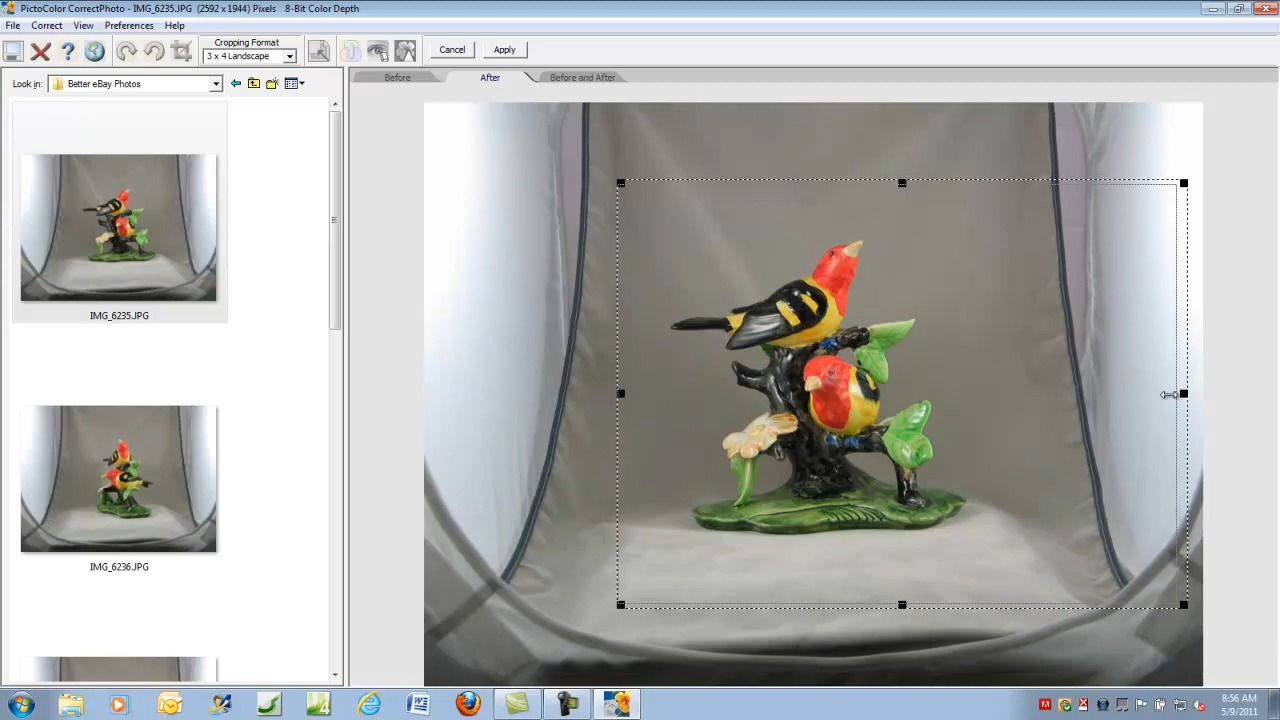 PictoColor CorrectPhoto - IMG_6235.JPG (2592 x 1944) Pixels 8-Bit Color Depth
File Correct View Preferences Help
Cropping Format
3 x 4 Landscape
Cancel Apply
Look in: Better eBay Photos
Before After Before and After
IMG_6235.JPG
IMG_6236.JPG
8:56 AM
5/9/2011